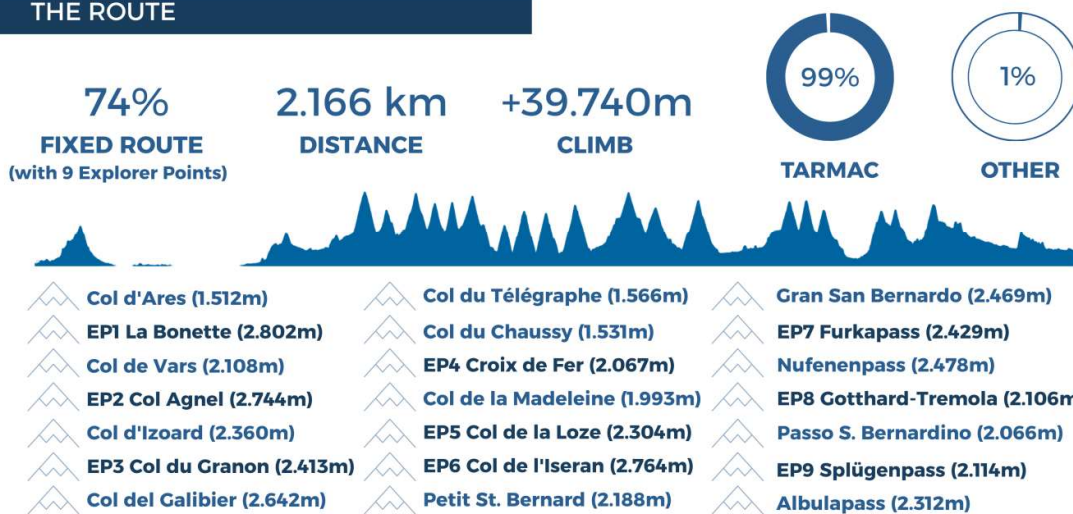 THE ROUTE
74%
FIXED ROUTE
(with 9 Explorer Points)
2.166 km
DISTANCE
+39.740m
CLIMB
99%
TARMAC
1%
OTHER
Col d'Ares (1.512m)
EP1 La Bonette (2.802m)
Col de Vars (2.108m)
EP2 Col Agnel (2.744m)
Col d'Izoard (2.360m)
EP3 Col du Granon (2.413m)
Col del Galibier (2.642m)
Col du Télégraphe (1.566m)
Col du Chaussy (1.531m)
EP4 Croix de Fer (2.067m)
Col de la Madeleine (1.993m)
EP5 Col de la Loze (2.304m)
EP6 Col de l'Iseran (2.764m)
Petit St. Bernard (2.188m)
Gran San Bernardo (2.469m)
EP7 Furkapass (2.429m)
Nufenenpass (2.478m)
EP8 Gotthard-Tremola (2.106m
Passo S. Bernardino (2.066m)
EP9 Splügenpass (2.114m)
Albulapass (2.312m)